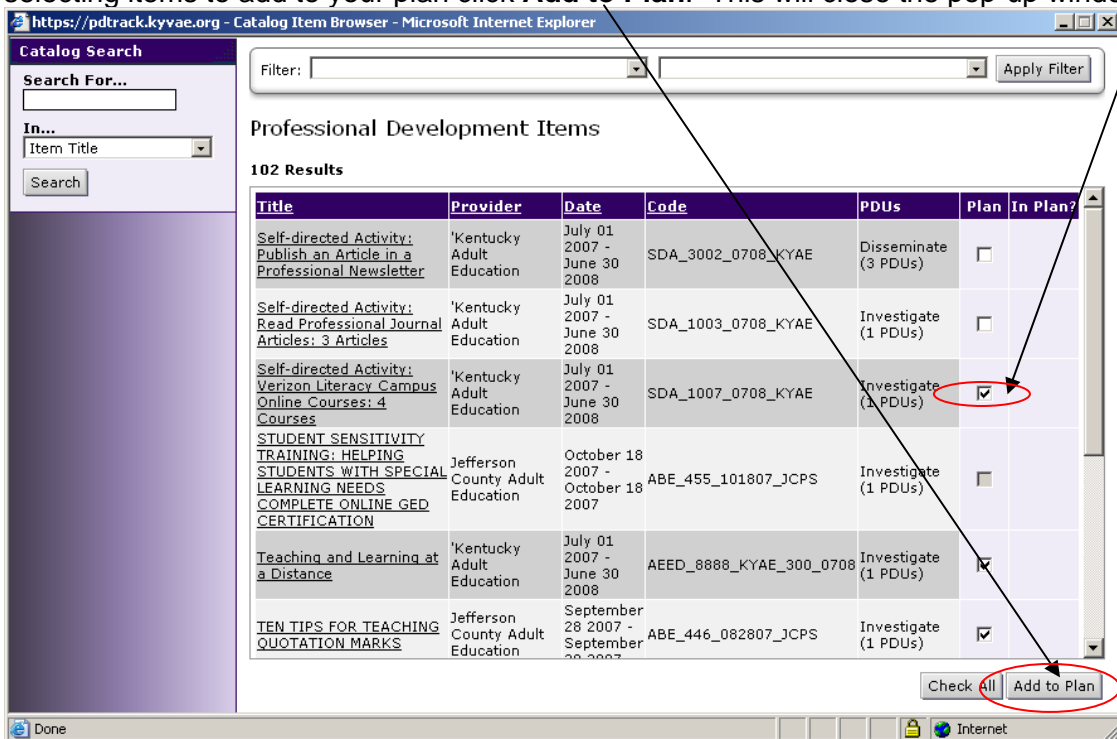 selecting items to add to your plan click Add to Plan. This will close the pop-up
https://pdtrack.kyvae.org - Catalog Item Browser - Microsoft Internet Explorer
Catalog Search
Search For...
In...
Item Title
Search
Filter:
Apply Filter
Professional Development Items
102 Results
Title Provider Date Code PDUs Plan In Plan?
Self-directed Activity:
Publish an Article in a
Professional Newsletter
'Kentucky
Adult
Education
July 01
2007 -
June 30
2008
SDA_3002_0708_KYAE
Disseminate
(3 PDUs)
Self-directed Activity:
Read Professional Journal
Articles: 3 Articles
'Kentucky
Adult
Education
July 01
2007 -
June 30
2008
SDA_1003_0708_KYAE
Investigate
(1 PDUs)
Self-directed Activity:
Verizon Literacy Campus
Online Courses: 4
Courses
'Kentucky
Adult
Education
July 01
2007 -
June 30
2008
SDA_1007_0708_KYAE
Investigate
(1 PDUs)
STUDENT SENSITIVITY
TRAINING: HELPING
STUDENTS WITH SPECIAL
LEARNING NEEDS
COMPLETE ONLINE GED
CERTIFICATION
Jefferson
County Adult
Education
October 18
2007 -
October 18
2007
ABE_455_101807_JCPS
Investigate
(1 PDUs)
Teaching and Learning at
a Distance
'Kentucky
Adult
Education
July 01
2007 -
June 30
2008
AEED_8888_KYAE_300_0708
Investigate
(1 PDUs)
TEN TIPS FOR TEACHING
QUOTATION MARKS
Jefferson
County Adult
Education
September
28 2007 -
September
ABE_446_082807_JCPS
Investigate
(1 PDUs)
Check All
Add to Plan
Done
Internet